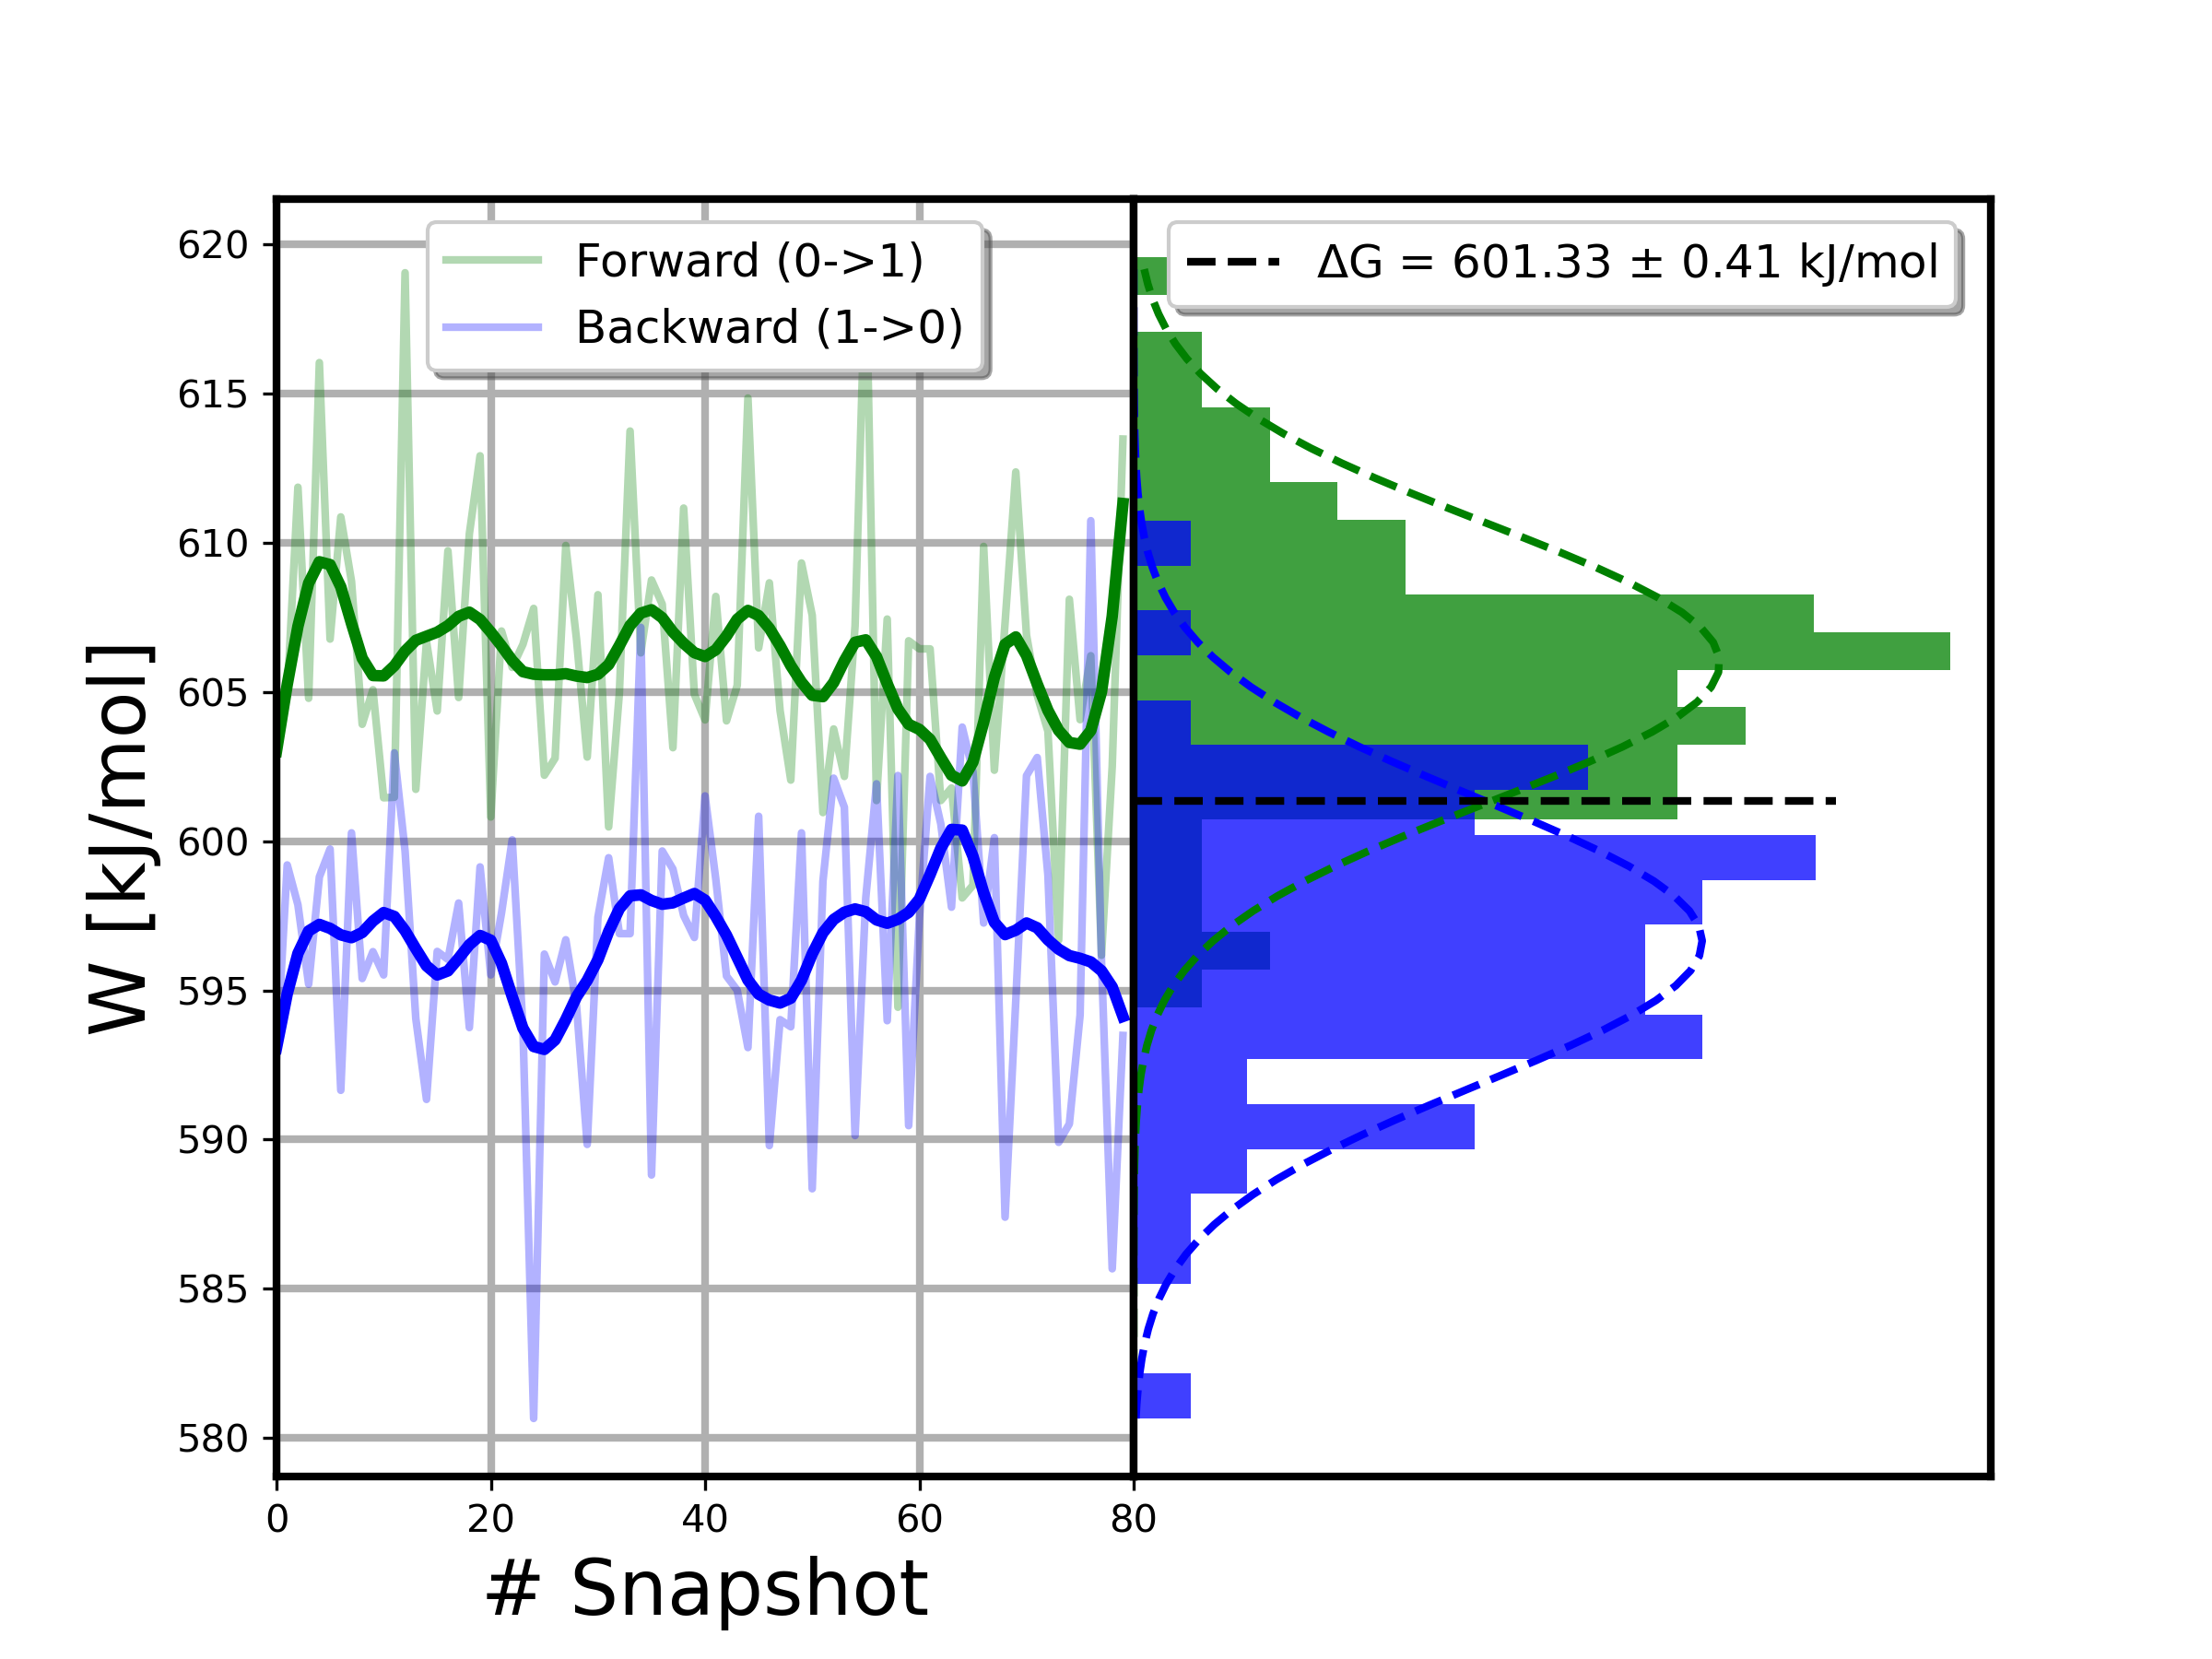 Forward (0->1)
Backward (1->0)
ΔG = 601.33 ± 0.41 kJ/mol
620
615
610
605
600
595
590
585
580
W [kJ/mol]
0 20 40 60 80
# Snapshot